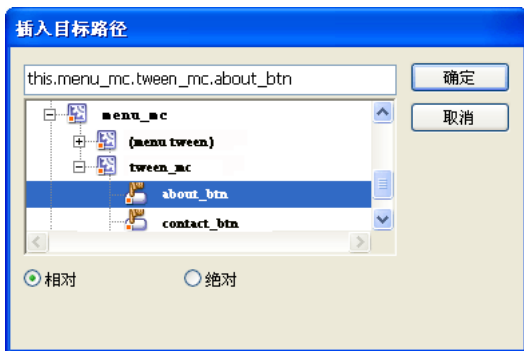 插入目标路径
this.menu_mc.tween_mc.about_btn
确定
menu_mc
取消
(menu tween)
tween_mc
about_btn
contact_btn
相对
绝对